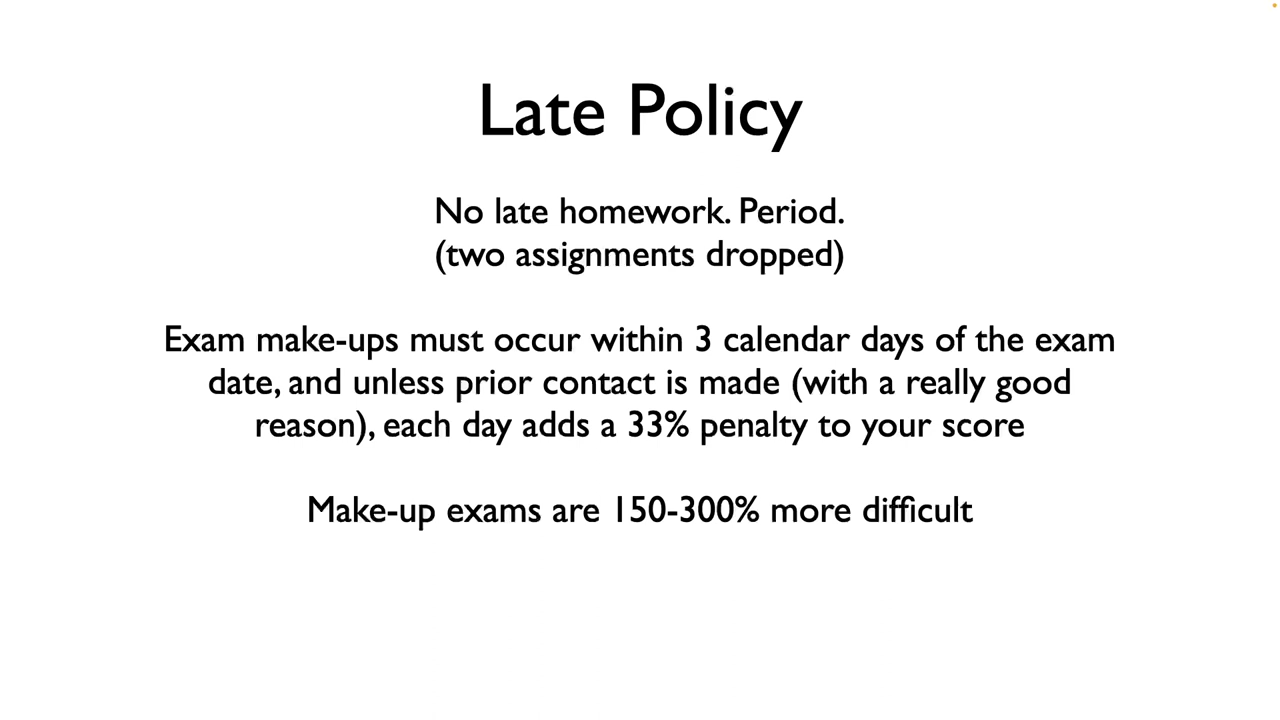 Late Policy
No late homework. Period.
(two assignments dropped)
Exam make-ups must occur within 3 calendar days of the exam
date, and unless prior contact is made (with a really good
reason), each day adds a 33% penalty to your score
Make-up exams are 150-300% more difficult